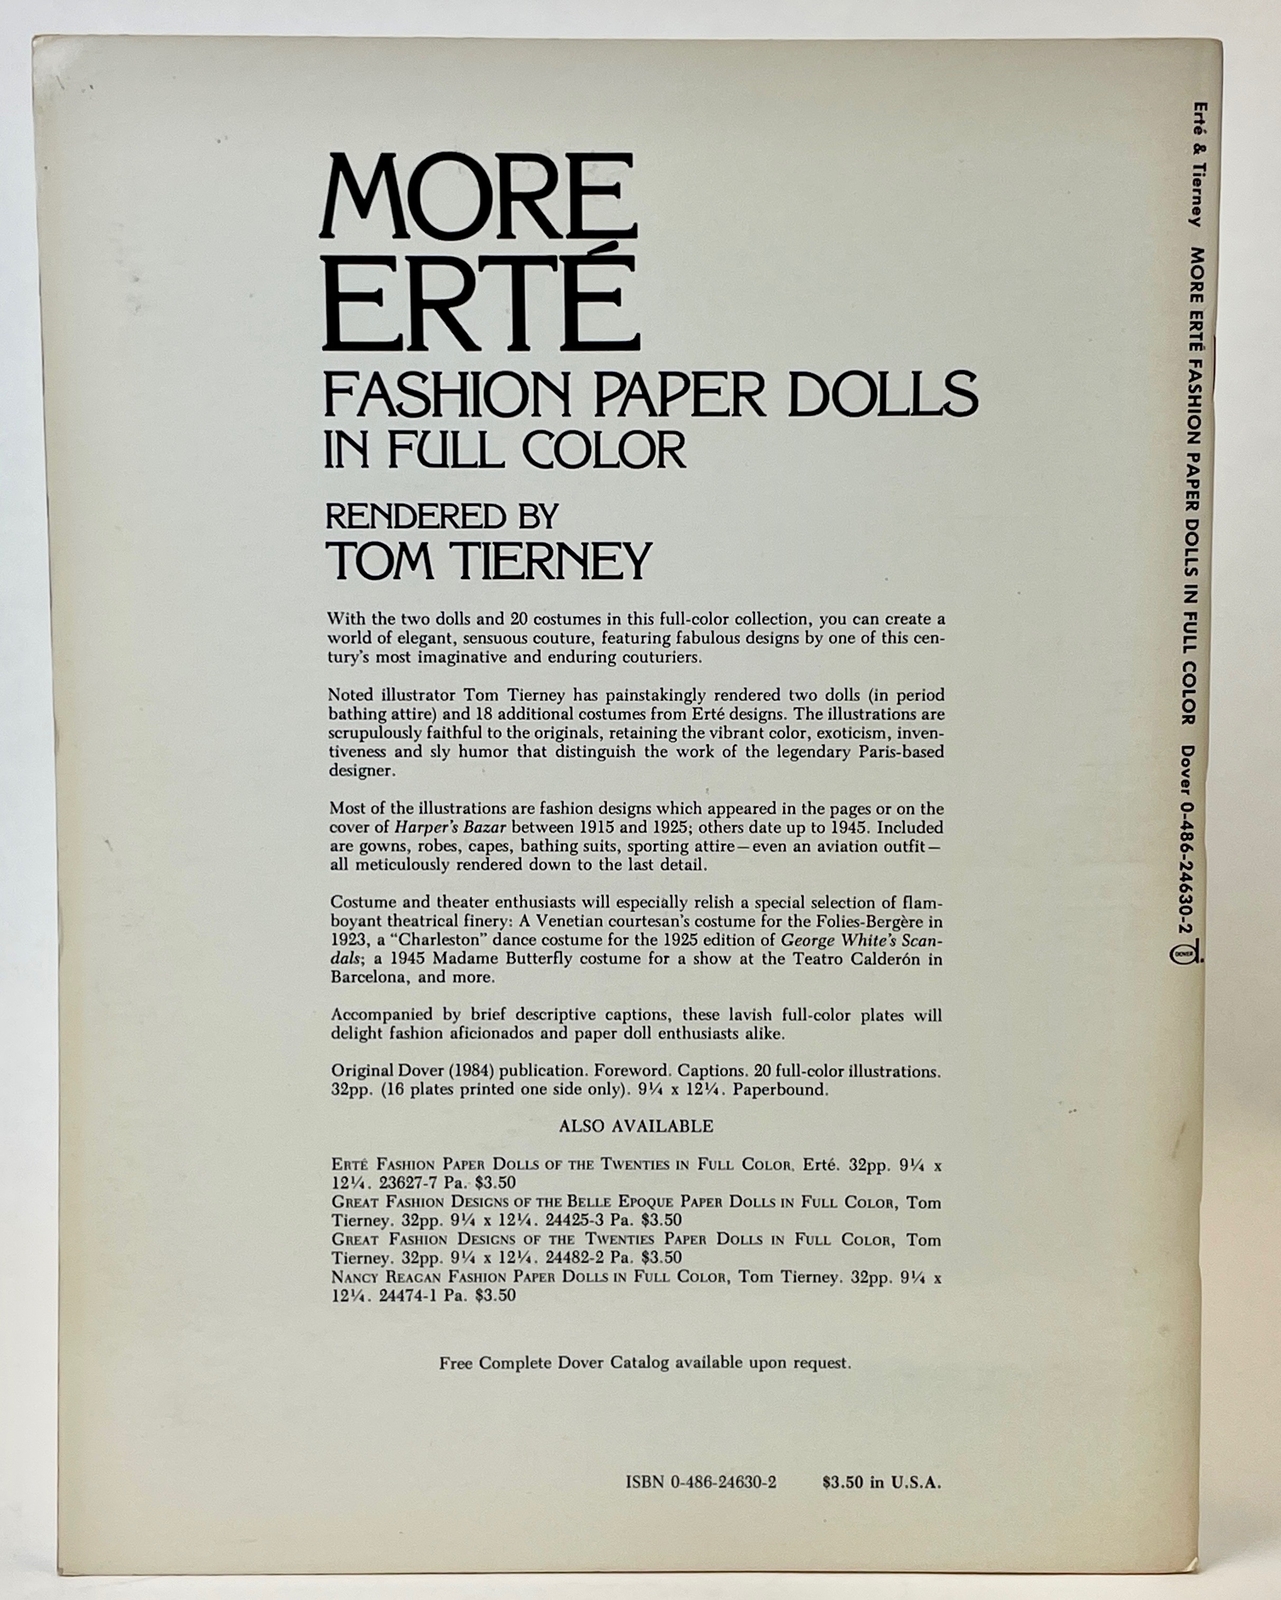 MORE
ERTÉ
FASHION PAPER DOLLS
IN FULL COLOR
RENDERED BY
TOM TIERNEY
With the two dolls and 20 costumes in this full-color collection, you can create a
world of elegant, sensuous couture, featuring fabulous designs by one of this cen-
tury's most imaginative and enduring couturiers.
Noted illustrator Tom Tierney has painstakingly rendered two dolls (in period
bathing attire) and 18 additional costumes from Erté designs. The illustrations are
scrupulously faithful to the originals, retaining the vibrant color, exoticism, inven-
tiveness and sly humor that distinguish the work of the legendary Paris-based
designer.
Most of the illustrations are fashion designs which appeared in the pages or on the
cover of Harper's Bazar between 1915 and 1925; others date up to 1945. Included
are gowns, robes, capes, bathing suits, sporting attire—even an aviation outfit—
all meticulously rendered down to the last detail.
Costume and theater enthusiasts will especially relish a special selection of flam-
boyant theatrical finery: A Venetian courtesan's costume for the Folies-Bergère in
1923, a "Charleston" dance costume for the 1925 edition of George White's Scan-
dals; a 1945 Madame Butterfly costume for a show at the Teatro Calderón in
Barcelona, and more.
Accompanied by brief descriptive captions, these lavish full-color plates will
delight fashion aficionados and paper doll enthusiasts alike.
Original Dover (1984) publication. Foreword. Captions. 20 full-color illustrations.
32pp. (16 plates printed one side only). 9¼ x 12¼. Paperbound.
ALSO AVAILABLE
ERTÉ FASHION PAPER DOLLS OF THE TWENTIES IN FULL COLOR, Erté. 32pp. 9¼ x
12¼. 23627-7 Pa. $3.50
GREAT FASHION DESIGNS OF THE BELLE EPOQUE PAPER DOLLS IN FULL COLOR, Tom
Tierney. 32pp. 9¼ x 12¼. 24425-3 Pa. $3.50
GREAT FASHION DESIGNS OF THE TWENTIES PAPER DOLLS IN FULL COLOR, Tom
Tierney. 32pp. 9¼ x 12¼. 24482-2 Pa. $3.50
NANCY REAGAN FASHION PAPER DOLLS IN FULL COLOR, Tom Tierney. 32pp. 9¼ x
12¼. 24474-1 Pa. $3.50
Free Complete Dover Catalog available upon request.
ISBN 0-486-24630-2 $3.50 in U.S.A.
Erté & Tierney MORE ERTÉ FASHION PAPER DOLLS IN FULL COLOR Dover 0-486-24630-2
DOVER